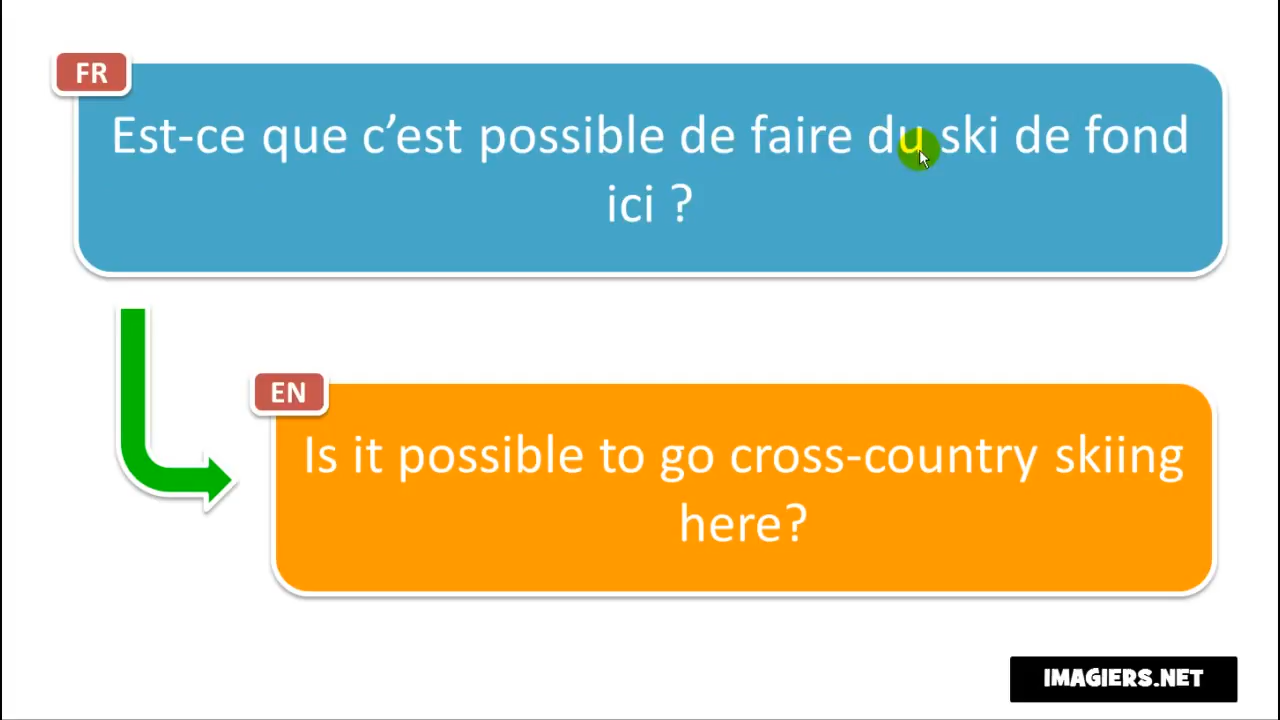 FR
Est-ce que c’est possible de faire du ski de fond
ici ?
EN
Is it possible to go cross-country skiing
here?
IMAGIERS.NET